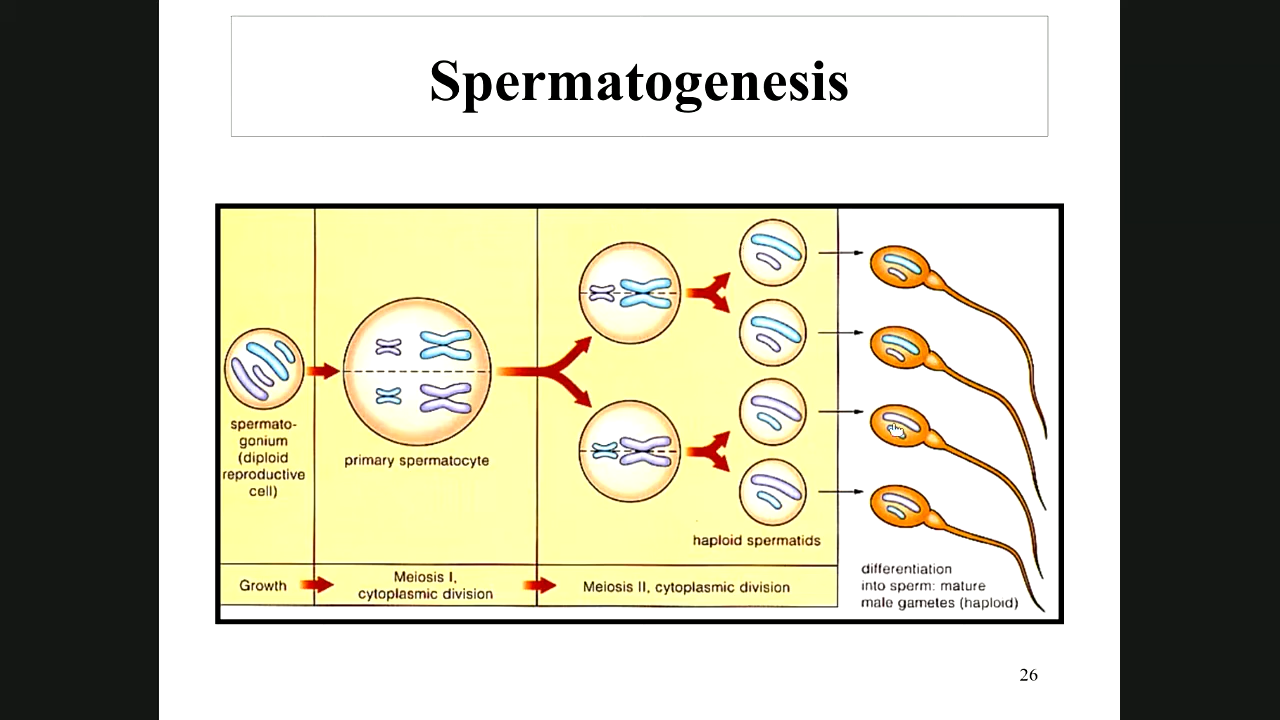 Spermatogenesis
spermato-
gonium
(diploid
reproductive
cell)
primary spermatocyte
haploid spermatids
Growth
Meiosis I,
cytoplasmic division
Meiosis II, cytoplasmic division
differentiation
into sperm: mature
male gametes (haploid)
26